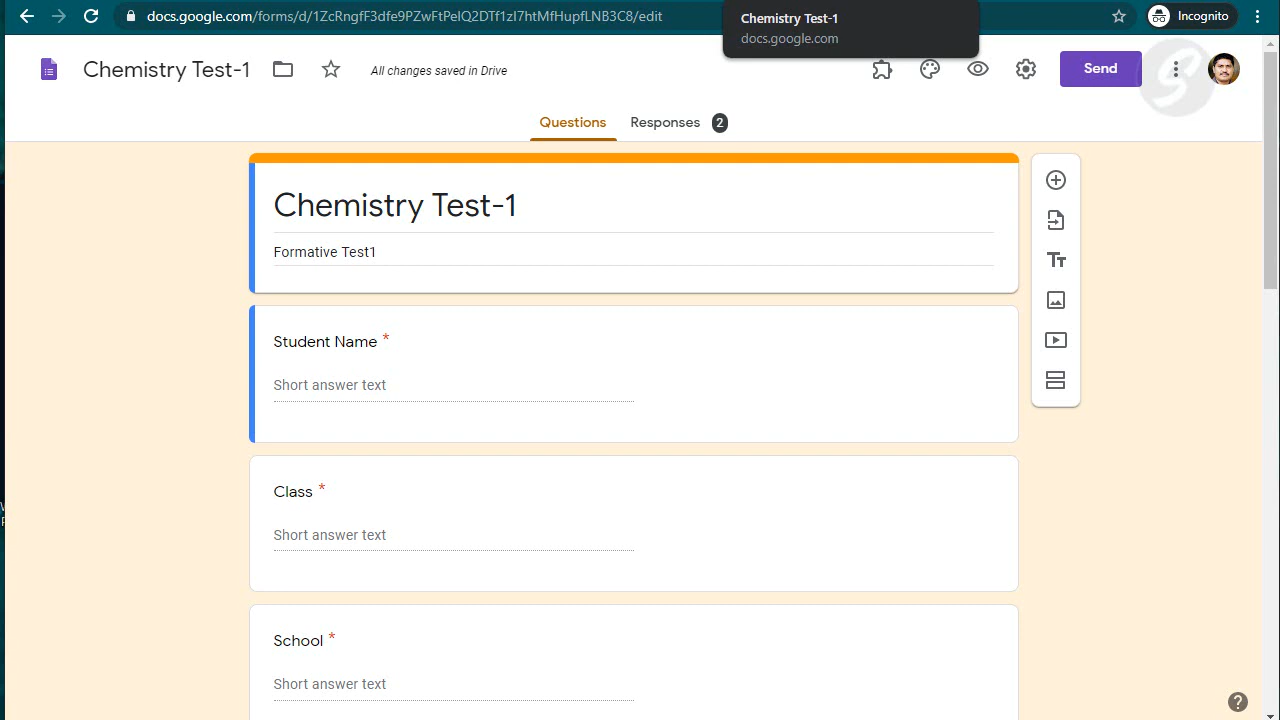 docs.google.com/forms/d/1ZcRngfF3dfe9PZwFtPeIQ2DTf1zI7htMfHupfLNB3C8/edit
Chemistry Test-1
docs.google.com
Incognito
Chemistry Test-1
All changes saved in Drive
Send
Questions
Responses 2
Chemistry Test-1
Formative Test1
Student Name *
Short answer text
Class *
Short answer text
School *
Short answer text